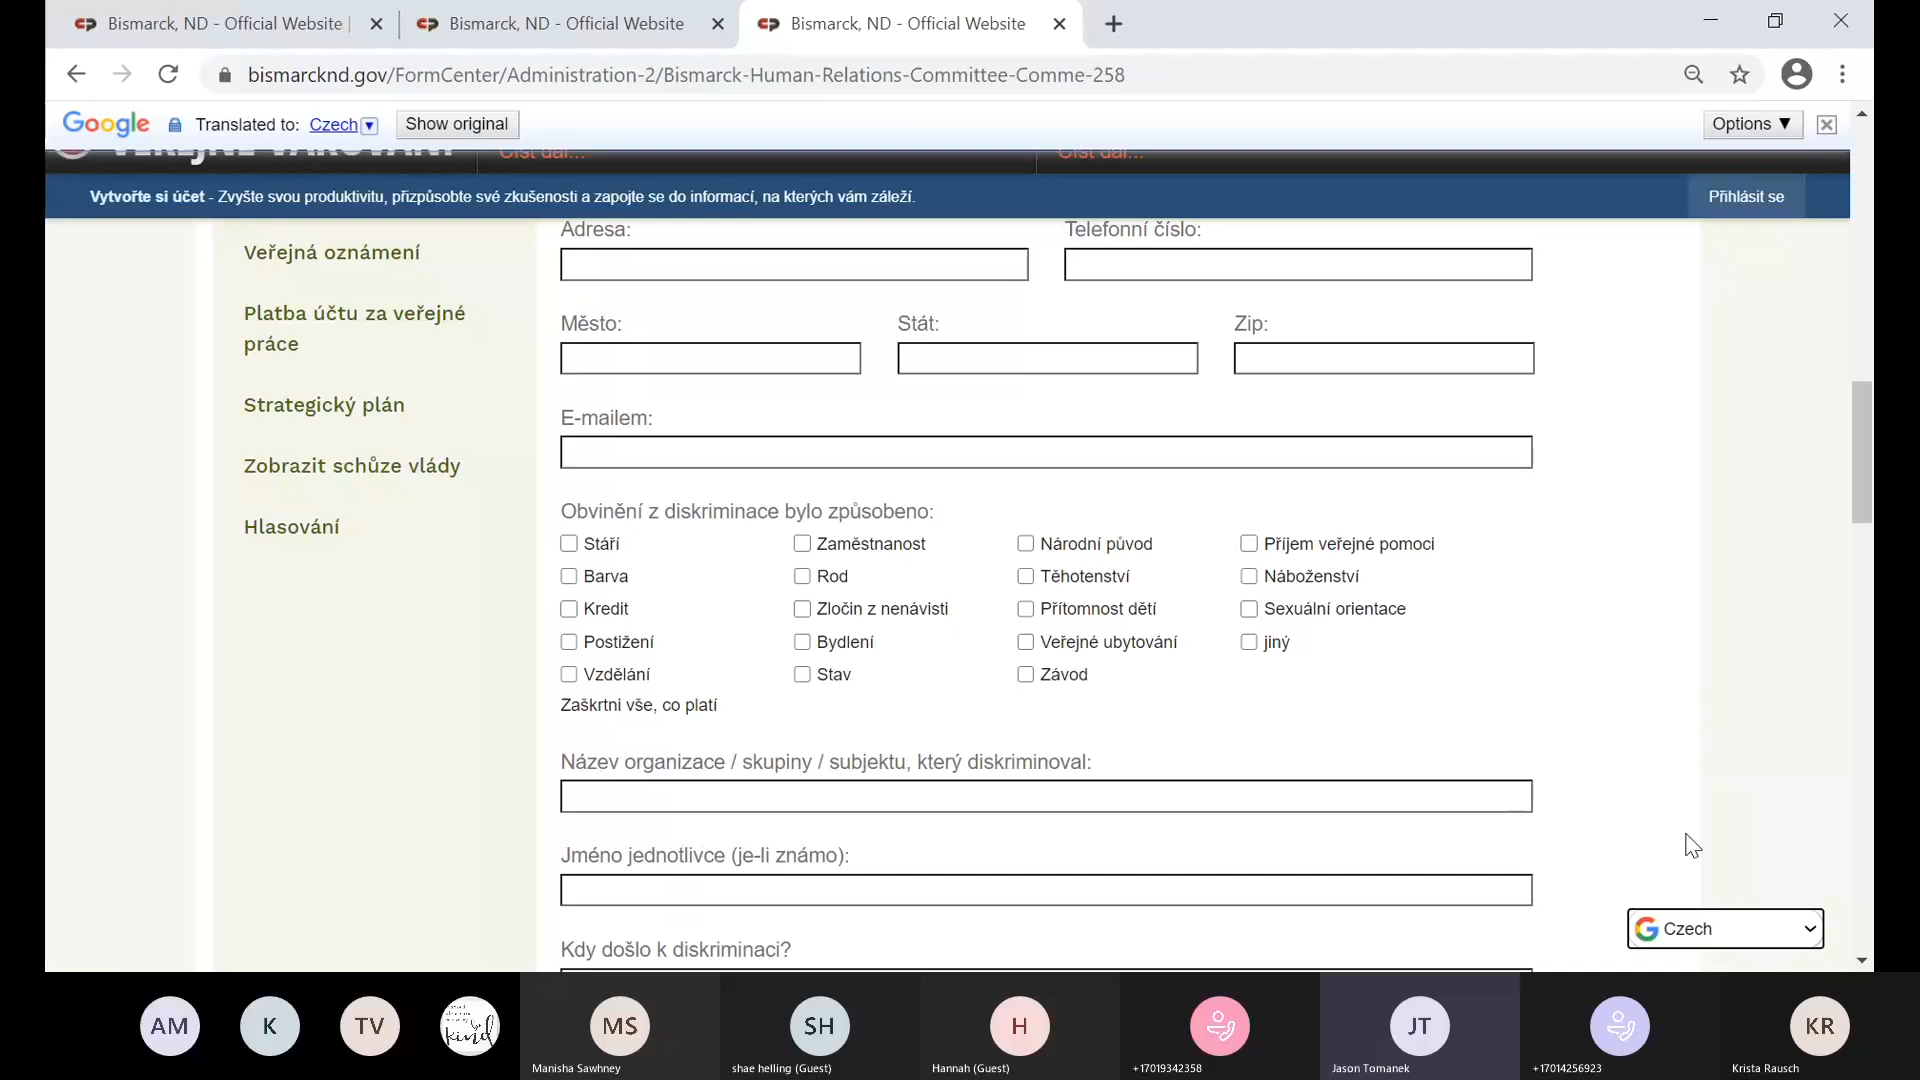 Bismarck, ND - Official Website |
Bismarck, ND - Official Website
Bismarck, ND - Official Website
bismarcknd.gov/FormCenter/Administration-2/Bismarck-Human-Relations-Committee-Comme-258
Google Translated to: Czech Show original Options ▼
Číst dál...
Číst dál...
Vytvořte si účet - Zvyšte svou produktivitu, přizpůsobte své zkušenosti a zapojte se do informací, na kterých vám záleží.
Přihlásit se
Veřejná oznámení
Platba účtu za veřejné
práce
Strategický plán
Zobrazit schůze vlády
Hlasování
Adresa:
Telefonní číslo:
Město:
Stát:
Zip:
E-mailem:
Obvinění z diskriminace bylo způsobeno:
Stáří
Zaměstnanost
Národní původ
Příjem veřejné pomoci
Barva
Rod
Těhotenství
Náboženství
Kredit
Zločin z nenávisti
Přítomnost dětí
Sexuální orientace
Postižení
Bydlení
Veřejné ubytování
jiný
Vzdělání
Stav
Závod
Zaškrtni vše, co platí
Název organizace / skupiny / subjektu, který diskriminoval:
Jméno jednotlivce (je-li známo):
Kdy došlo k diskriminaci?
Czech
AM
K
TV
kind
MS
SH
H
JT
KR
Manisha Sawhney
shae helling (Guest)
Hannah (Guest)
+17019342358
Jason Tomanek
+17014256923
Krista Rausch